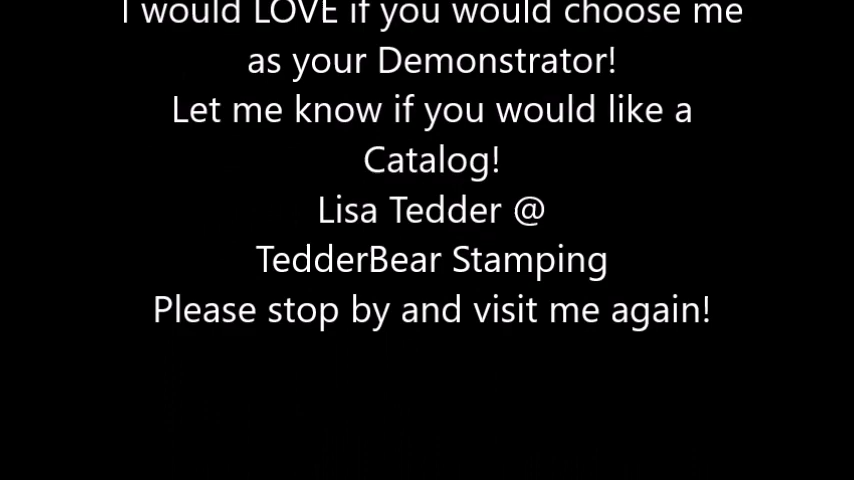 I would LOVE if you would choose me
as your Demonstrator!
Let me know if you would like a
Catalog!
Lisa Tedder @
TedderBear Stamping
Please stop by and visit me again!